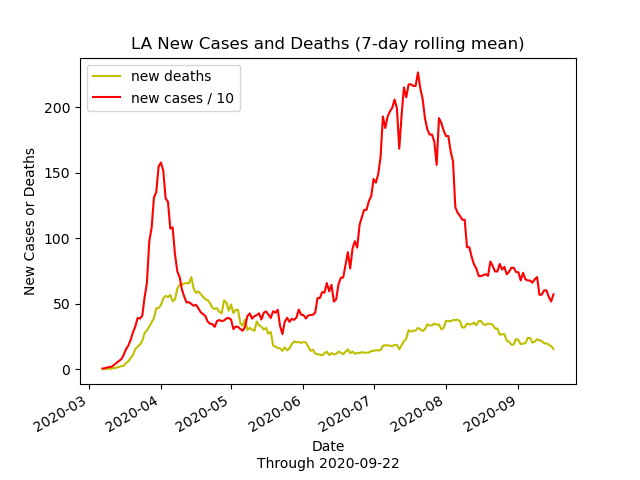 LA New Cases and Deaths (7-day rolling mean)
new deaths
new cases / 10
New Cases or Deaths
200
150
100
50
0
2020-03
2020-04
2020-05
2020-06
2020-07
2020-08
2020-09
Date
Through 2020-09-22